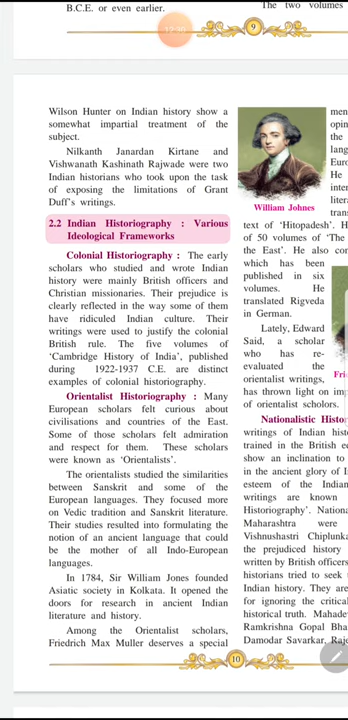 B.C.E. or even earlier.
The two volumes
9
12:30
Wilson Hunter on Indian history show a
somewhat impartial treatment of the
subject.
Nilkanth Janardan Kirtane and
Vishwanath Kashinath Rajwade were two
Indian historians who took upon the task
of exposing the limitations of Grant
Duff's writings.
2.2 Indian Historiography : Various
Ideological Frameworks
Colonial Historiography : The early
scholars who studied and wrote Indian
history were mainly British officers and
Christian missionaries. Their prejudice is
clearly reflected in the way some of them
have ridiculed Indian culture. Their
writings were used to justify the colonial
British rule. The five volumes of
'Cambridge History of India', published
during 1922-1937 C.E. are distinct
examples of colonial historiography.
Orientalist Historiography : Many
European scholars felt curious about
civilisations and countries of the East.
Some of those scholars felt admiration
and respect for them. These scholars
were known as 'Orientalists'.
The orientalists studied the similarities
between Sanskrit and some of the
European languages. They focused more
on Vedic tradition and Sanskrit literature.
Their studies resulted into formulating the
notion of an ancient language that could
be the mother of all Indo-European
languages.
In 1784, Sir William Jones founded
Asiatic society in Kolkata. It opened the
doors for research in ancient Indian
literature and history.
Among the Orientalist scholars,
Friedrich Max Muller deserves a special
men
opin
the
lang
Euro
He
inter
liter
tran
William Johnes
text of 'Hitopadesh'. H
of 50 volumes of 'The
the East'. He also con
which has been
published in six
volumes. He
translated Rigveda
in German.
Lately, Edward
Said, a scholar
who has re-
evaluated the
orientalist writings,
Fri
has thrown light on imp
of orientalist scholors.
Nationalistic Histor
writings of Indian hist
trained in the British e
show an inclination to
in the ancient glory of I
esteem of the Indian
writings are known
Historiography'. Nationa
Maharashtra were
Vishnushastri Chiplunka
the prejudiced history
written by British officers
historians tried to seek
Indian history. They are
for ignoring the critical
historical truth. Mahade
Ramkrishna Gopal Bha
Damodar Savarkar, Raje
10